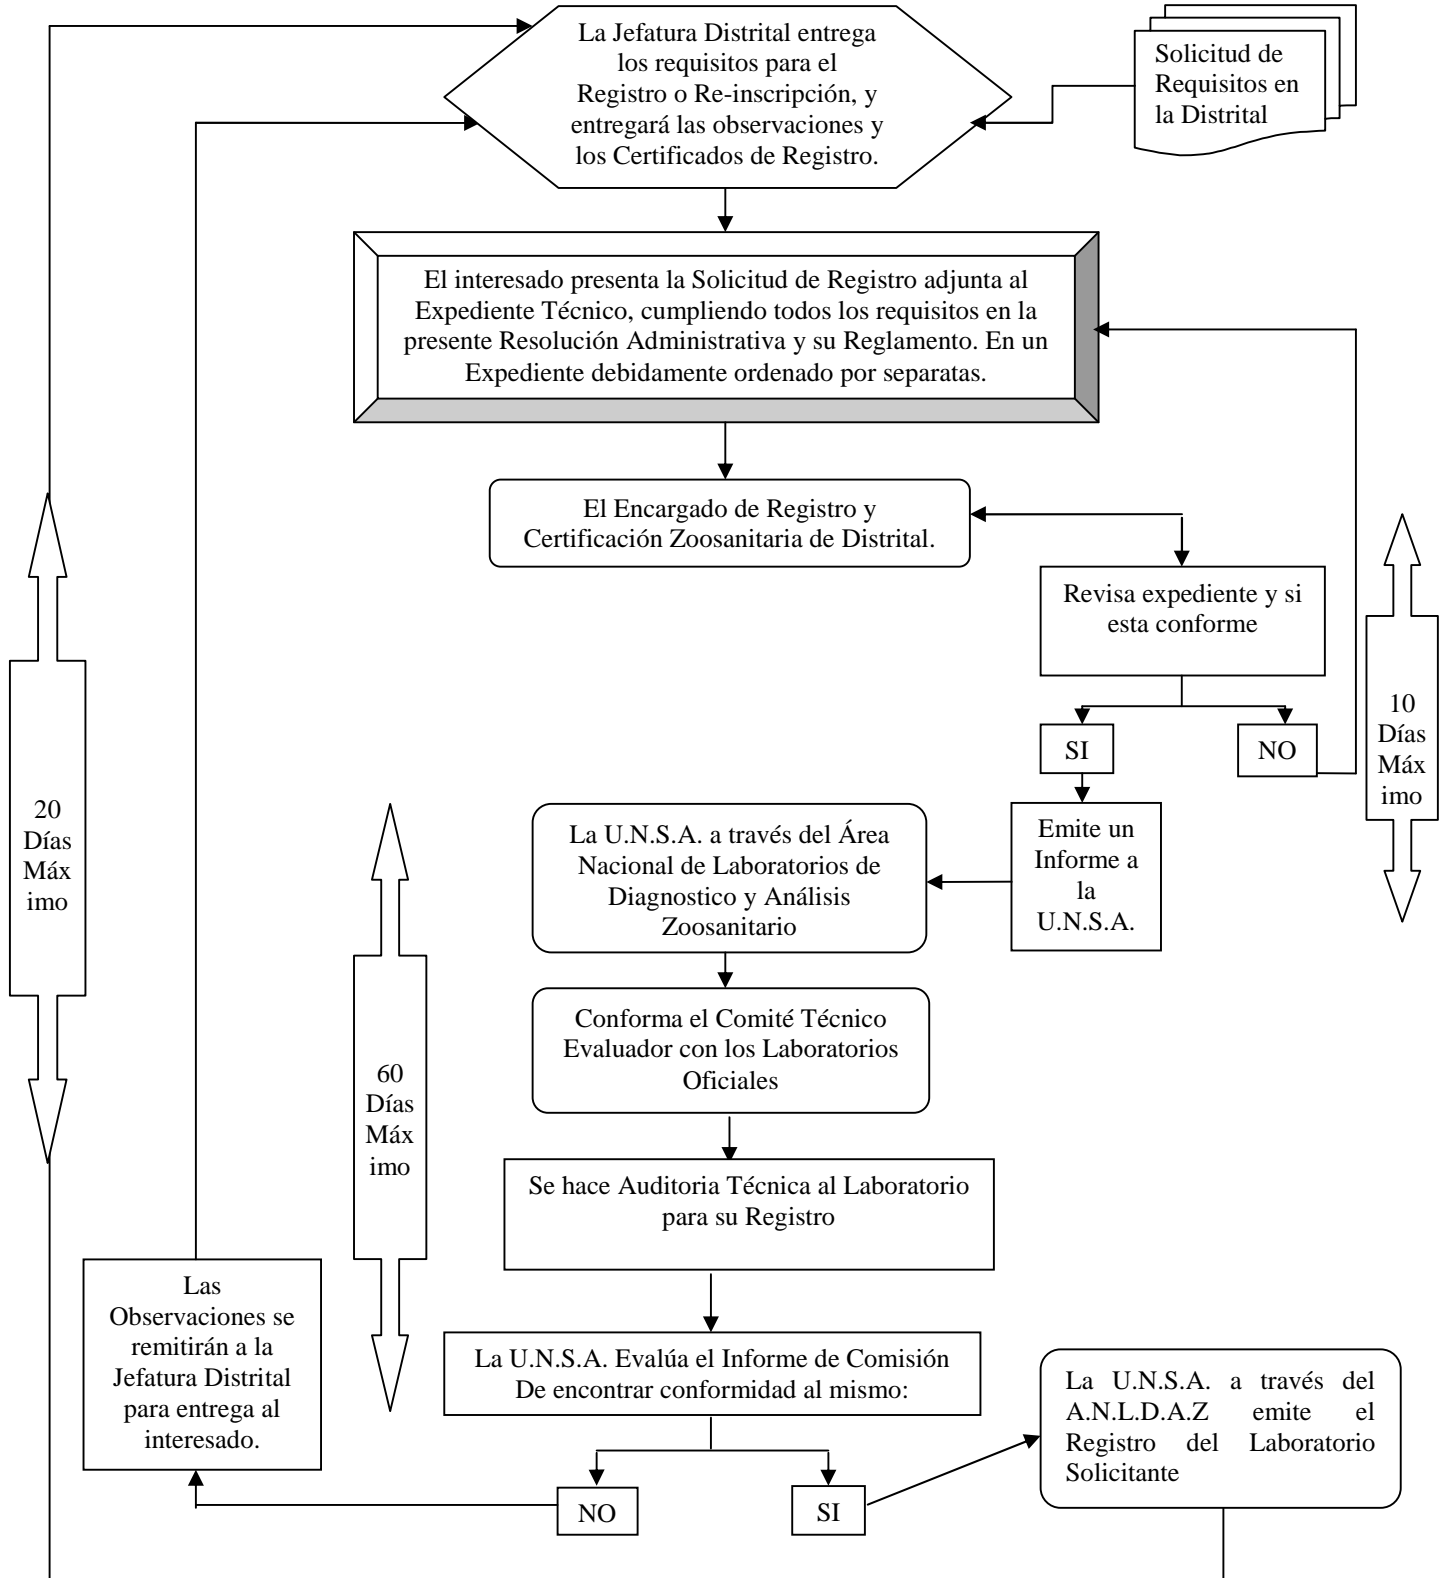 La Jefatura Distrital entrega
los requisitos para el
Registro o Re-inscripción, y
entregará las observaciones y
los Certificados de Registro.
Solicitud de
Requisitos en
la Distrital
El interesado presenta la Solicitud de Registro adjunta al
Expediente Técnico, cumpliendo todos los requisitos en la
presente Resolución Administrativa y su Reglamento. En un
Expediente debidamente ordenado por separatas.
El Encargado de Registro y
Certificación Zoosanitaria de Distrital.
Revisa expediente y si
esta conforme
SI
NO
10
Días
Máx
imo
20
Días
Máx
imo
Emite un
Informe a
la
U.N.S.A.
La U.N.S.A. a través del Área
Nacional de Laboratorios de
Diagnostico y Análisis
Zoosanitario
Conforma el Comité Técnico
Evaluador con los Laboratorios
Oficiales
60
Días
Máx
imo
Se hace Auditoria Técnica al Laboratorio
para su Registro
Las
Observaciones se
remitirán a la
Jefatura Distrital
para entrega al
interesado.
La U.N.S.A. Evalúa el Informe de Comisión
De encontrar conformidad al mismo:
La U.N.S.A. a través del
A.N.L.D.A.Z emite el
Registro del Laboratorio
Solicitante
NO
SI